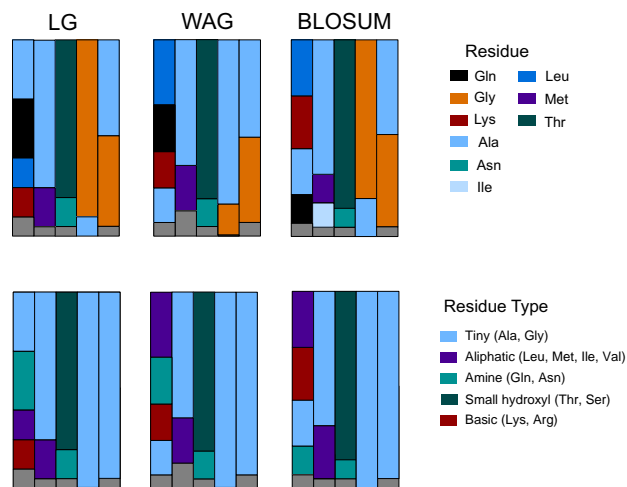 LG WAG BLOSUM
Residue
Gln Leu
Gly Met
Lys Thr
Ala
Asn
Ile
Residue Type
Tiny (Ala, Gly)
Aliphatic (Leu, Met, Ile, Val)
Amine (Gln, Asn)
Small hydroxyl (Thr, Ser)
Basic (Lys, Arg)